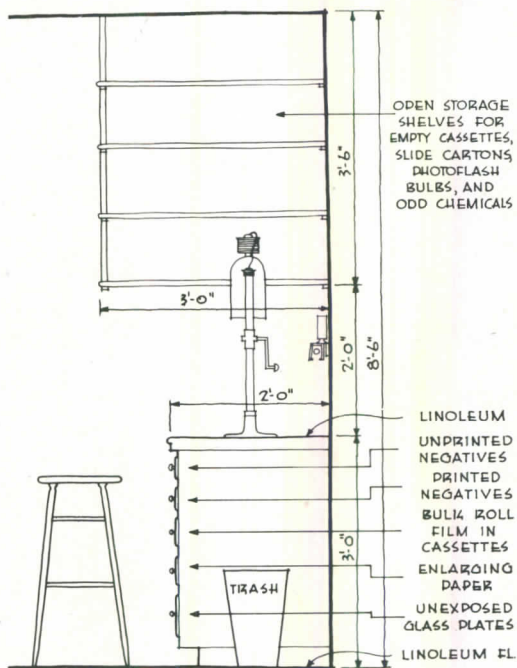 OPEN STORAGE
SHELVES FOR
EMPTY CASSETTES,
SLIDE CARTONS,
PHOTOFLASH
BULBS, AND
ODD CHEMICALS
3'-6"
3'-0"
2'-0"
8'-6"
2'-0"
LINOLEUM
UNPRINTED
NEGATIVES
PRINTED
NEGATIVES
BULK ROLL
FILM IN
CASSETTES
3'-0"
ENLARGING
PAPER
TRASH
UNEXPOSED
GLASS PLATES
LINOLEUM FL.